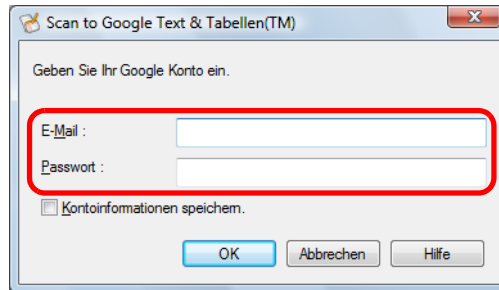 Scan to Google Text & Tabellen(TM)
Geben Sie Ihr Google Konto ein.
E-Mail :
Passwort :
Kontoinformationen speichern.
OK Abbrechen Hilfe